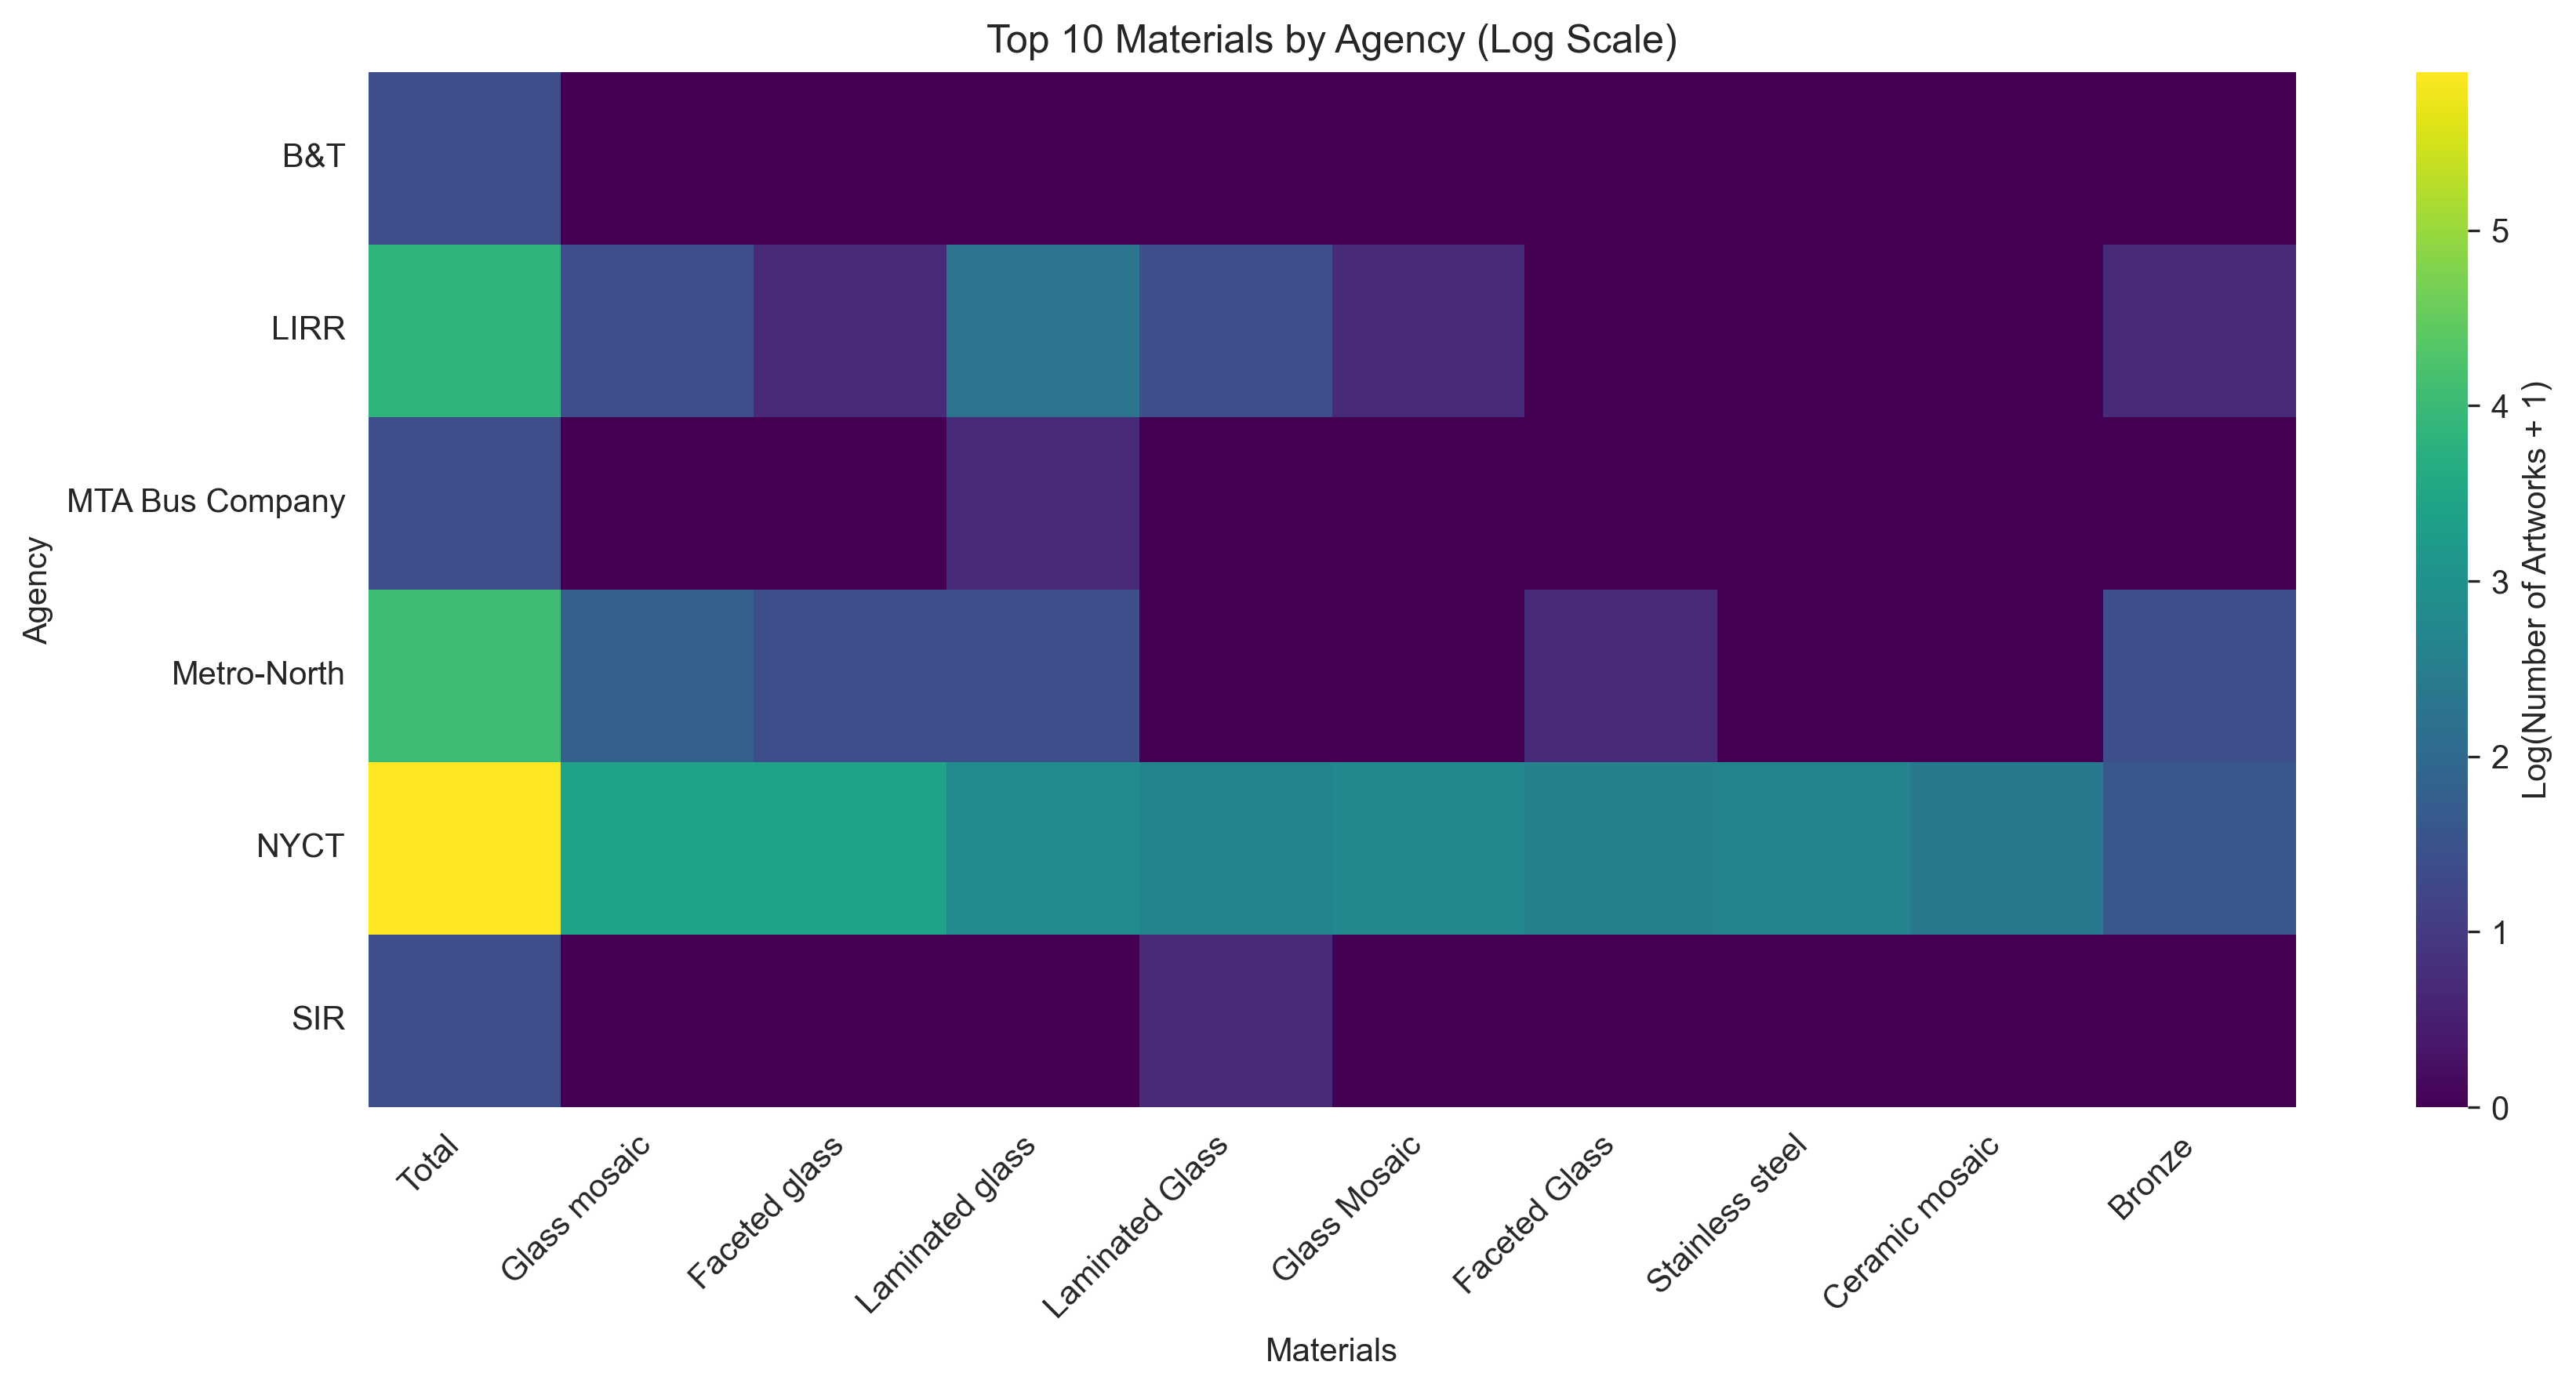 Top 10 Materials by Agency (Log Scale)
Agency
B&T
LIRR
MTA Bus Company
Metro-North
NYCT
SIR
Total
Glass mosaic
Faceted glass
Laminated glass
Laminated Glass
Glass Mosaic
Faceted Glass
Stainless steel
Ceramic mosaic
Bronze
Materials
5
4
3
2
1
0
Log(Number of Artworks + 1)